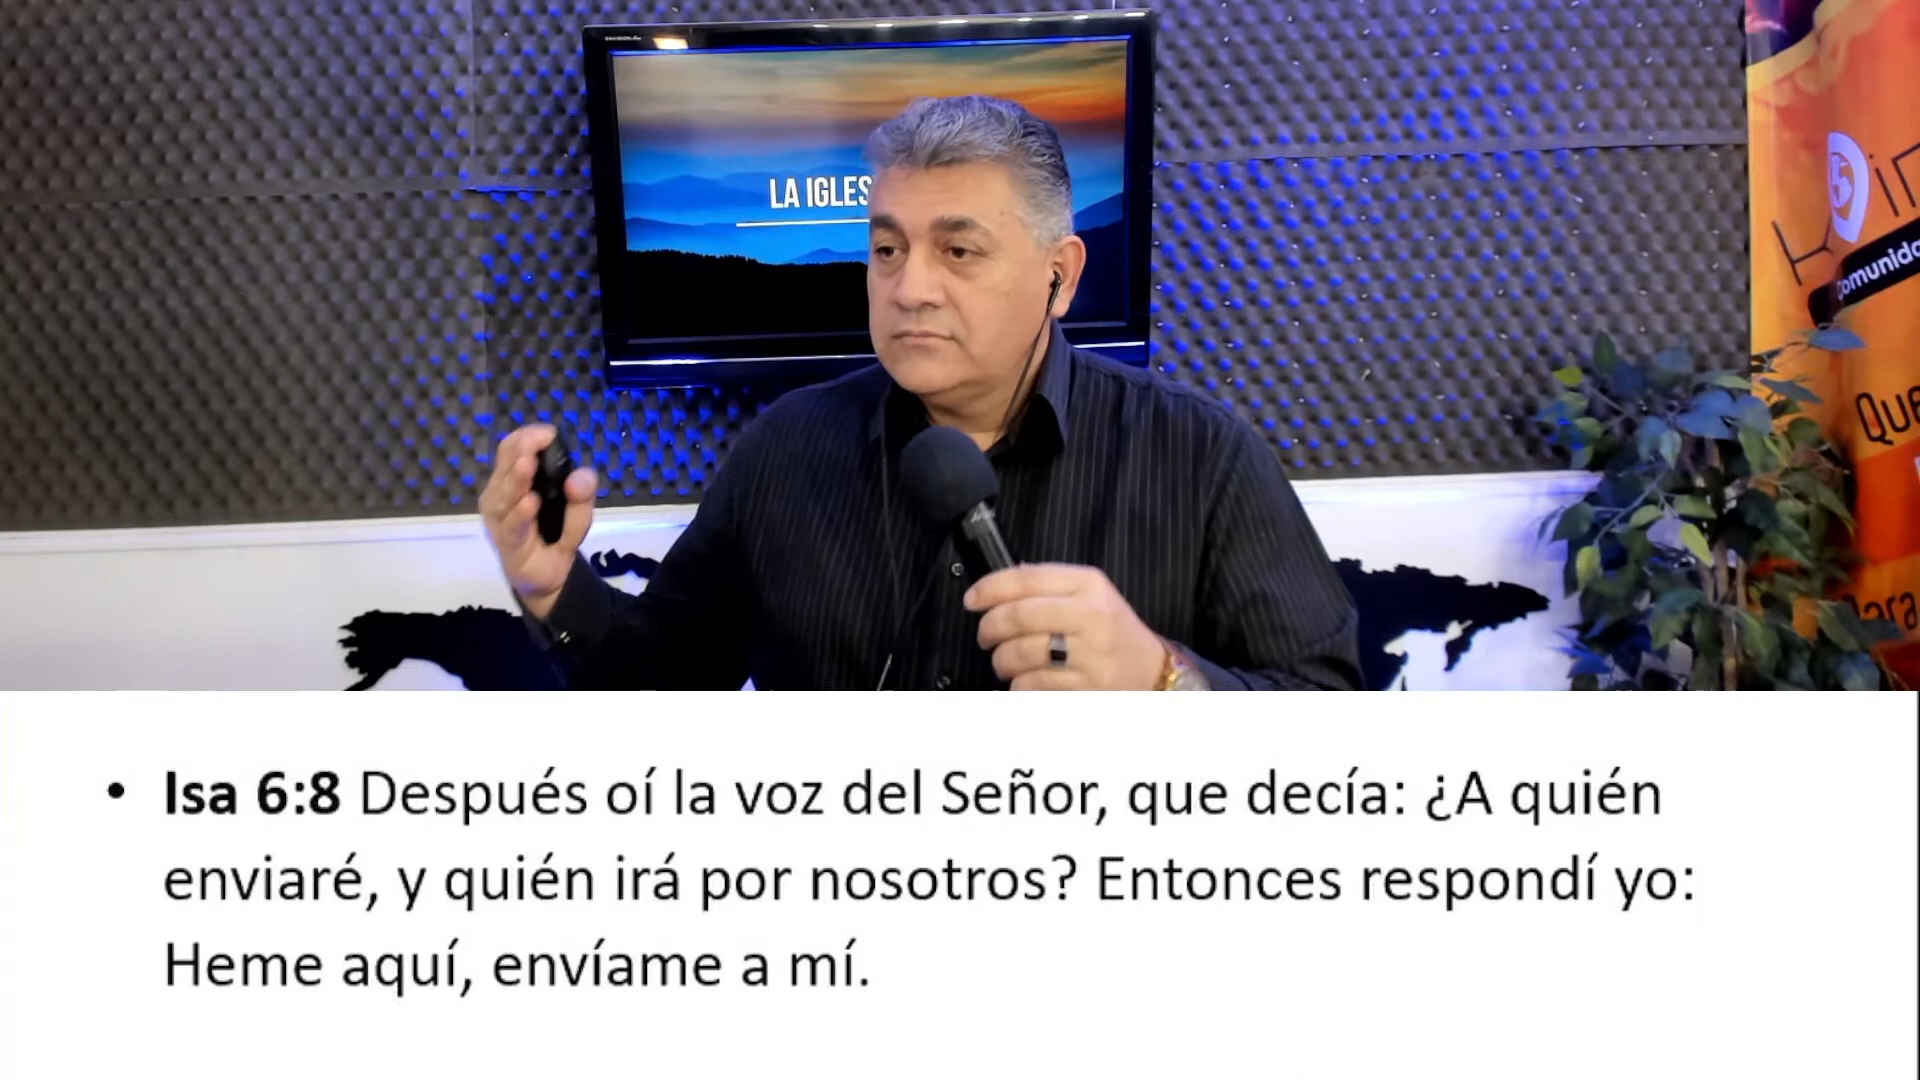 LA IGLES
Comunida
Que
Para
• Isa 6:8 Después oí la voz del Señor, que decía: ¿A quién
enviaré, y quién irá por nosotros? Entonces respondí yo:
Heme aquí, envíame a mí.